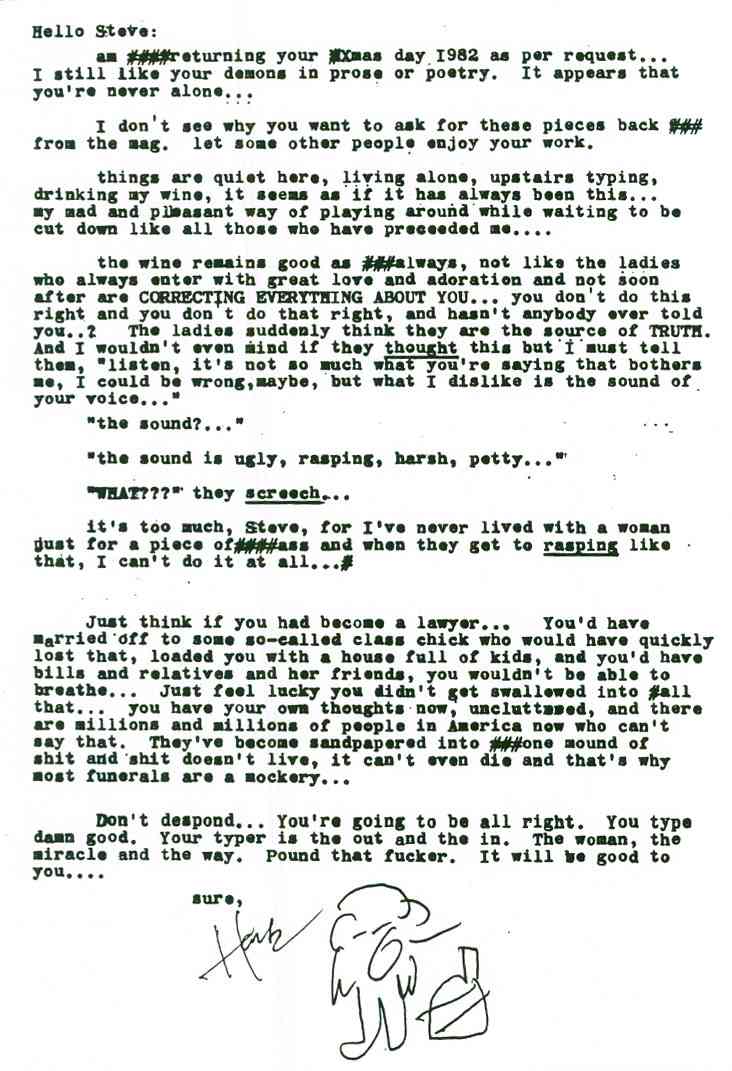 Hello Steve:
am ####returning your #Xmas day 1982 as per request...
I still like your demons in prose or poetry. It appears that
you're never alone...
I don't see why you want to ask for these pieces back ###
from the mag. let some other people enjoy your work.
things are quiet here, living alone, upstairs typing,
drinking my wine, it seems as if it has always been this...
my mad and pleasant way of playing around while waiting to be
cut down like all those who have preceeded me....
the wine remains good as ###always, not like the ladies
who always enter with great love and adoration and not soon
after are CORRECTING EVERYTHING ABOUT YOU... you don't do this
right and you don't do that right, and hasn't anybody ever told
you..? The ladies suddenly think they are the source of TRUTH.
And I wouldn't even mind if they thought this but I must tell
them, "listen, it's not so much what you're saying that bothers
me, I could be wrong,maybe, but what I dislike is the sound of
your voice..."
"the sound?..."
"the sound is ugly, rasping, harsh, petty..."
"WHAT???" they screech...
it's too much, Steve, for I've never lived with a woman
just for a piece of####ass and when they get to rasping like
that, I can't do it at all...#
Just think if you had become a lawyer... You'd have
married off to some so-called class chick who would have quickly
lost that, loaded you with a house full of kids, and you'd have
bills and relatives and her friends, you wouldn't be able to
breathe... Just feel lucky you didn't get swallowed into #all
that... you have your own thoughts now, uncluttered, and there
are millions and millions of people in America now who can't
say that. They've become sandpapered into ###one mound of
shit and shit doesn't live, it can't even die and that's why
most funerals are a mockery...
Don't despond... You're going to be all right. You type
damn good. Your typer is the out and the in. The woman, the
miracle and the way. Pound that fucker. It will be good to
you....
sure,
Hank